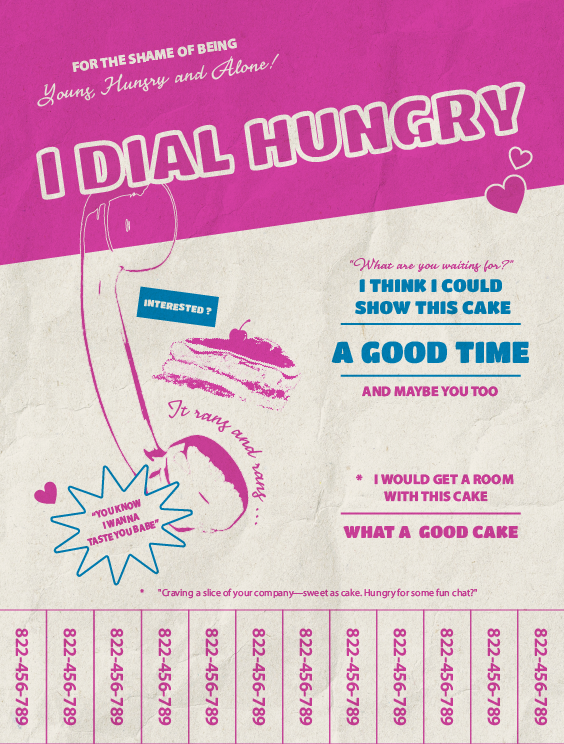 FOR THE SHAME OF BEING
Young, Hungry and Alone!
I DIAL HUNGRY
"What are you waiting for?"
I THINK I COULD
SHOW THIS CAKE
A GOOD TIME
AND MAYBE YOU TOO
INTERESTED ?
It rans and rans ...
"YOU KNOW
I WANNA
TASTE YOU BABE"
* I WOULD GET A ROOM
WITH THIS CAKE
WHAT A GOOD CAKE
* "Craving a slice of your company—sweet as cake. Hungry for some fun chat?"
822-456-789
822-456-789
822-456-789
822-456-789
822-456-789
822-456-789
822-456-789
822-456-789
822-456-789
822-456-789
822-456-789
822-456-789